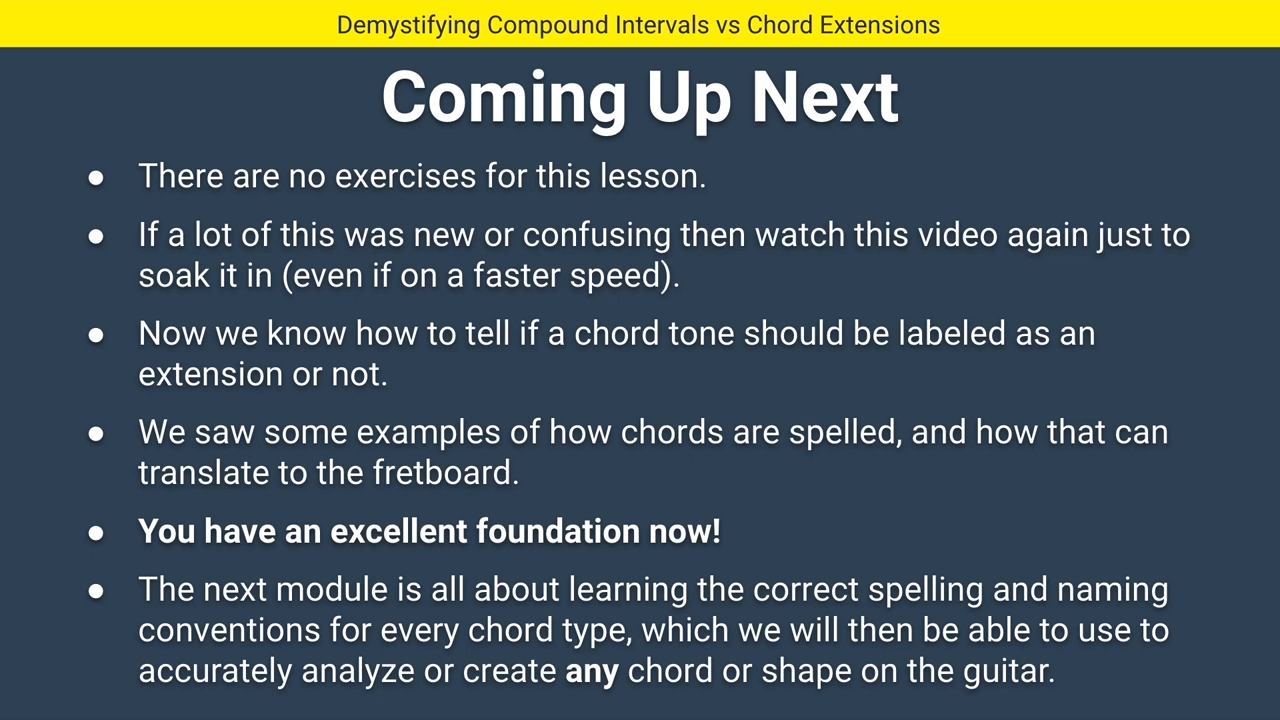 Demystifying Compound Intervals vs Chord Extensions
Coming Up Next
● There are no exercises for this lesson.
● If a lot of this was new or confusing then watch this video again just to
soak it in (even if on a faster speed).
● Now we know how to tell if a chord tone should be labeled as an
extension or not.
● We saw some examples of how chords are spelled, and how that can
translate to the fretboard.
● You have an excellent foundation now!
● The next module is all about learning the correct spelling and naming
conventions for every chord type, which we will then be able to use to
accurately analyze or create any chord or shape on the guitar.